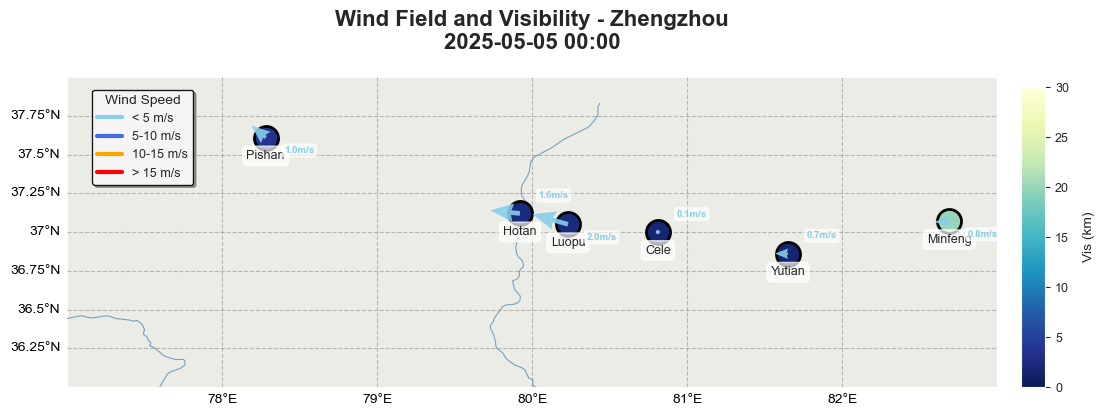 Wind Field and Visibility - Zhengzhou
2025-05-05 00:00
Wind Speed
< 5 m/s
5-10 m/s
10-15 m/s
> 15 m/s
37.75°N
37.5°N
37.25°N
37°N
36.75°N
36.5°N
36.25°N
78°E
79°E
80°E
81°E
82°E
Pishan
1.0m/s
Hotan
1.6m/s
Luopu
2.0m/s
Cele
0.1m/s
Yutian
0.7m/s
Minfeng
0.8m/s
30
25
20
15
10
5
0
Vis (km)